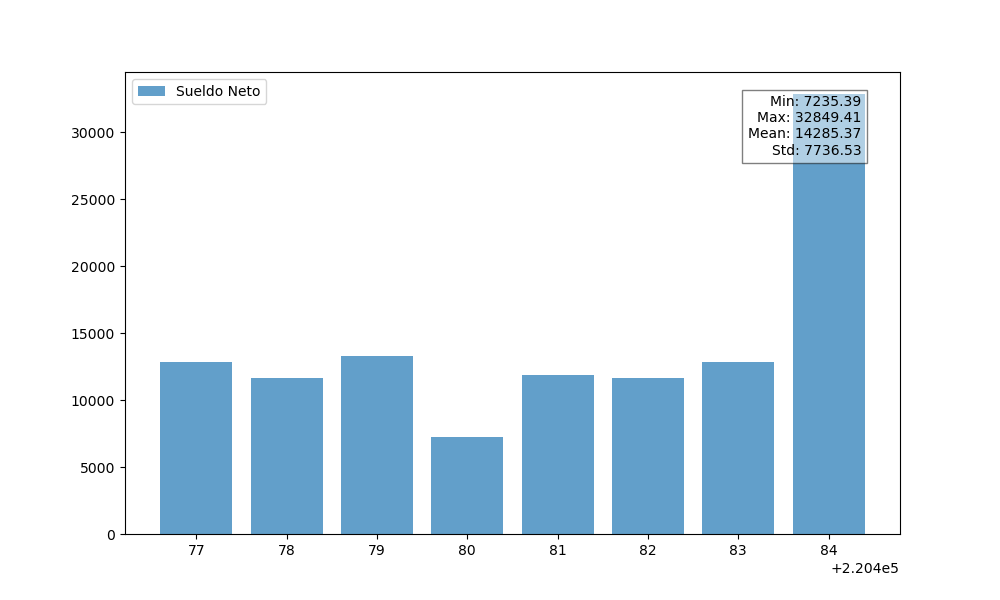 Sueldo Neto
Min: 7235.39
Max: 32849.41
Mean: 14285.37
Std: 7736.53
30000
25000
20000
15000
10000
5000
0
77 78 79 80 81 82 83 84
+2.204e5